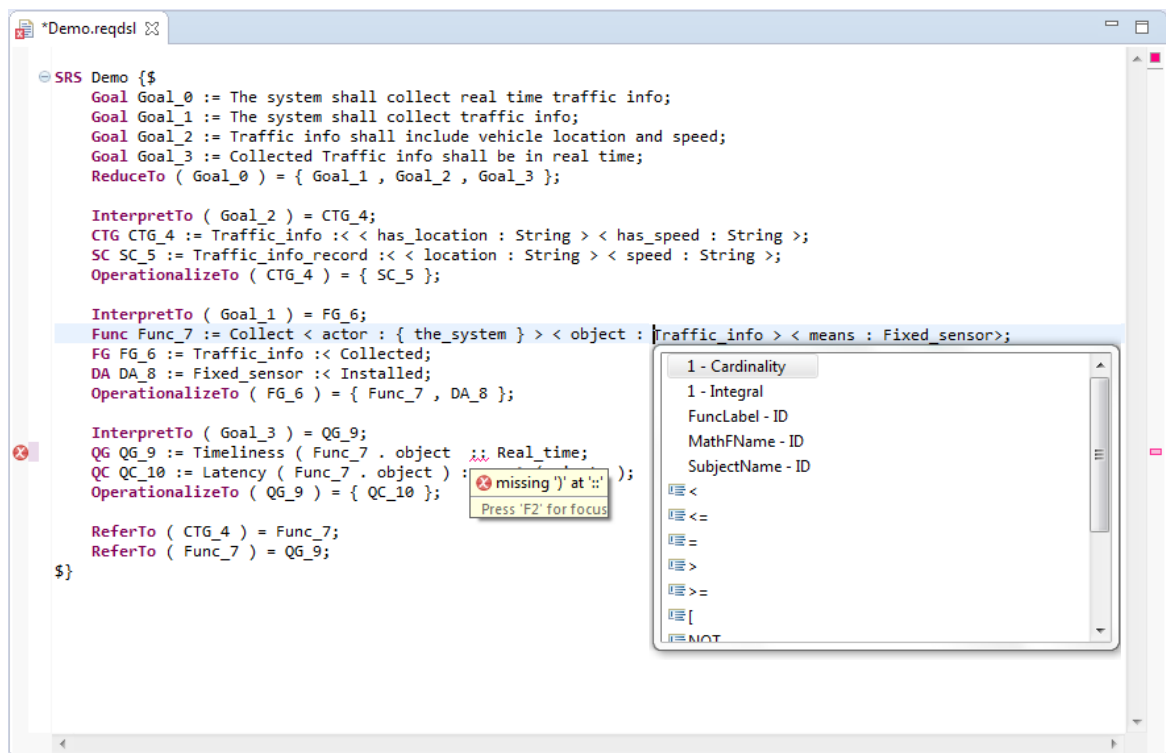 *Demo.reqdsl
SRS Demo {$
Goal Goal_0 := The system shall collect real time traffic info;
Goal Goal_1 := The system shall collect traffic info;
Goal Goal_2 := Traffic info shall include vehicle location and speed;
Goal Goal_3 := Collected Traffic info shall be in real time;
ReduceTo ( Goal_0 ) = { Goal_1 , Goal_2 , Goal_3 };
InterpretTo ( Goal_2 ) = CTG_4;
CTG CTG_4 := Traffic_info :< < has_location : String > < has_speed : String >;
SC SC_5 := Traffic_info_record :< < location : String > < speed : String >;
OperationalizeTo ( CTG_4 ) = { SC_5 };
InterpretTo ( Goal_1 ) = FG_6;
Func Func_7 := Collect < actor : { the_system } > < object : Traffic_info > < means : Fixed_sensor>;
FG FG_6 := Traffic_info :< Collected;
DA DA_8 := Fixed_sensor :< Installed;
OperationalizeTo ( FG_6 ) = { Func_7 , DA_8 };
InterpretTo ( Goal_3 ) = QG_9;
QG QG_9 := Timeliness ( Func_7 . object :: Real_time;
QC QC_10 := Latency ( Func_7 . object ) : );
OperationalizeTo ( QG_9 ) = { QC_10 };
ReferTo ( CTG_4 ) = Func_7;
ReferTo ( Func_7 ) = QG_9;
$}
missing ')' at '::'
Press 'F2' for focus
1 - Cardinality
1 - Integral
FuncLabel - ID
MathFName - ID
SubjectName - ID
<
<=
=
>
>=
[
NOT